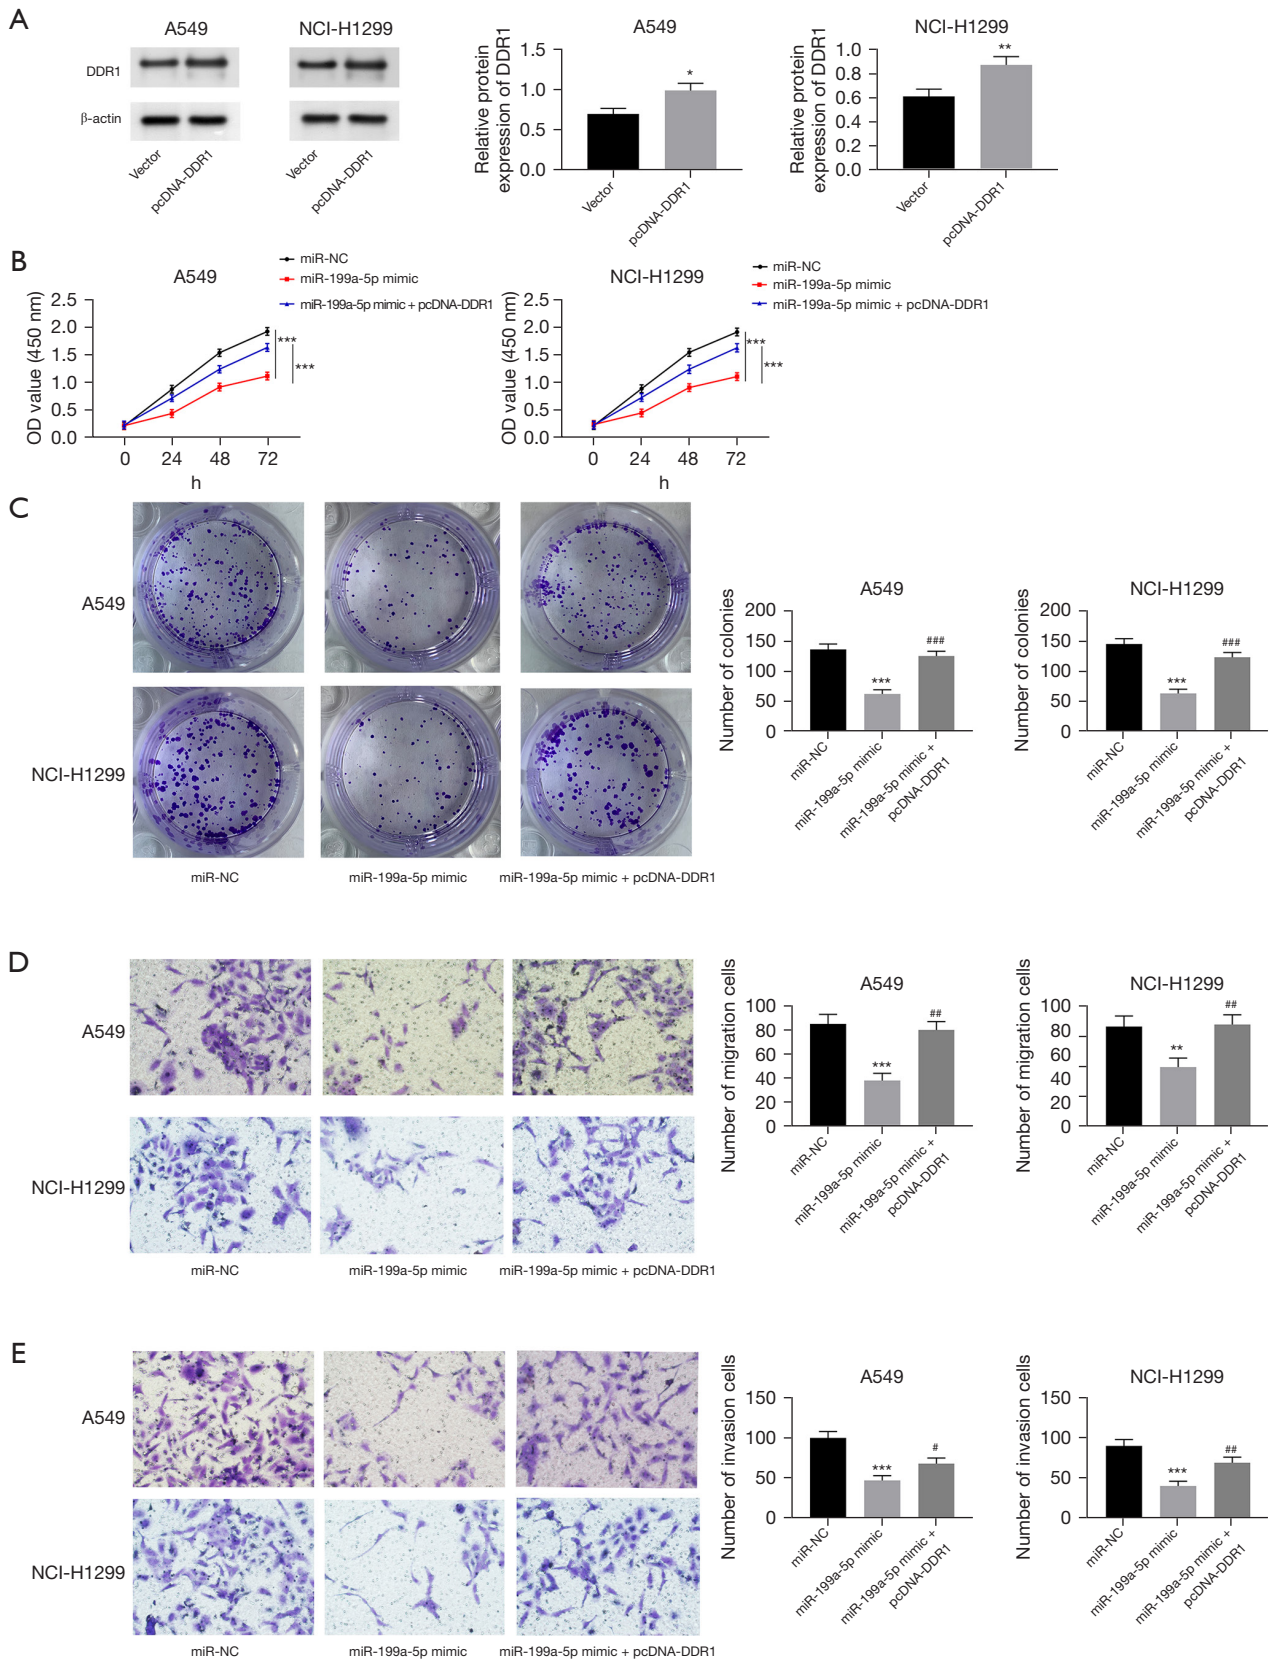 A
A549
NCI-H1299
DDR1
β-actin
Vector
pcDNA-DDR1
Vector
pcDNA-DDR1
A549
Relative protein
expression of DDR1
1.5
1.0
0.5
0.0
*
Vector
pcDNA-DDR1
NCI-H1299
Relative protein
expression of DDR1
1.0
0.8
0.6
0.4
0.2
0.0
**
Vector
pcDNA-DDR1
B
A549
miR-NC
miR-199a-5p mimic
miR-199a-5p mimic + pcDNA-DDR1
OD value (450 nm)
2.5
2.0
1.5
1.0
0.5
0.0
***
***
0 24 48 72
h
NCI-H1299
miR-NC
miR-199a-5p mimic
miR-199a-5p mimic + pcDNA-DDR1
OD value (450 nm)
2.5
2.0
1.5
1.0
0.5
0.0
***
***
0 24 48 72
h
C
A549
NCI-H1299
miR-NC
miR-199a-5p mimic
miR-199a-5p mimic + pcDNA-DDR1
A549
Number of colonies
200
150
100
50
0
***
###
miR-NC
miR-199a-5p mimic
miR-199a-5p mimic +
pcDNA-DDR1
NCI-H1299
Number of colonies
200
150
100
50
0
***
###
miR-NC
miR-199a-5p mimic
miR-199a-5p mimic +
pcDNA-DDR1
D
A549
NCI-H1299
miR-NC
miR-199a-5p mimic
miR-199a-5p mimic + pcDNA-DDR1
A549
Number of migration cells
100
80
60
40
20
0
***
##
miR-NC
miR-199a-5p mimic
miR-199a-5p mimic +
pcDNA-DDR1
NCI-H1299
Number of migration cells
100
80
60
40
20
0
**
##
miR-NC
miR-199a-5p mimic
miR-199a-5p mimic +
pcDNA-DDR1
E
A549
NCI-H1299
miR-NC
miR-199a-5p mimic
miR-199a-5p mimic + pcDNA-DDR1
A549
Number of invasion cells
150
100
50
0
***
#
miR-NC
miR-199a-5p mimic
miR-199a-5p mimic +
pcDNA-DDR1
NCI-H1299
Number of invasion cells
150
100
50
0
***
##
miR-NC
miR-199a-5p mimic
miR-199a-5p mimic +
pcDNA-DDR1